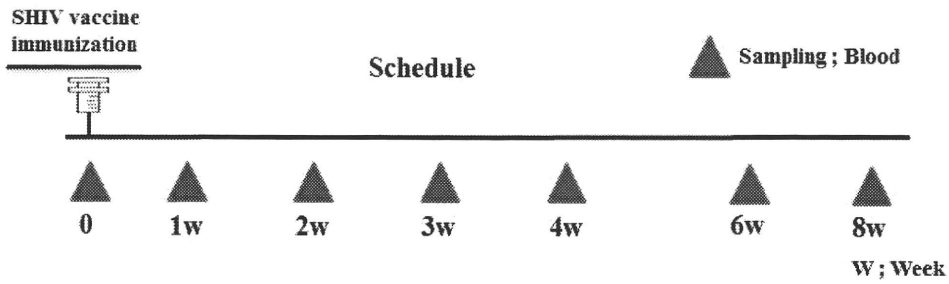 SHIV vaccine
immunization
Schedule
Sampling ; Blood
0 1w 2w 3w 4w 6w 8w
W ; Week